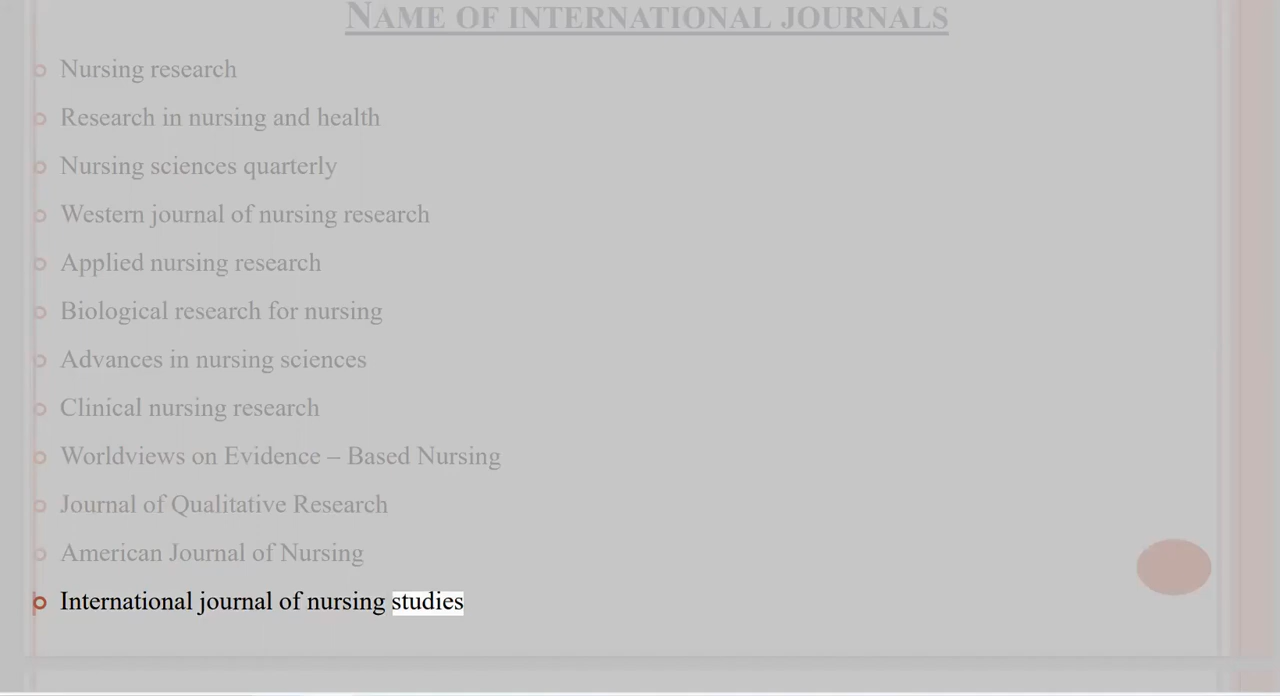 NAME OF INTERNATIONAL JOURNALS
Nursing research
Research in nursing and health
Nursing sciences quarterly
Western journal of nursing research
Applied nursing research
Biological research for nursing
Advances in nursing sciences
Clinical nursing research
Worldviews on Evidence – Based Nursing
Journal of Qualitative Research
American Journal of Nursing
International journal of nursing studies